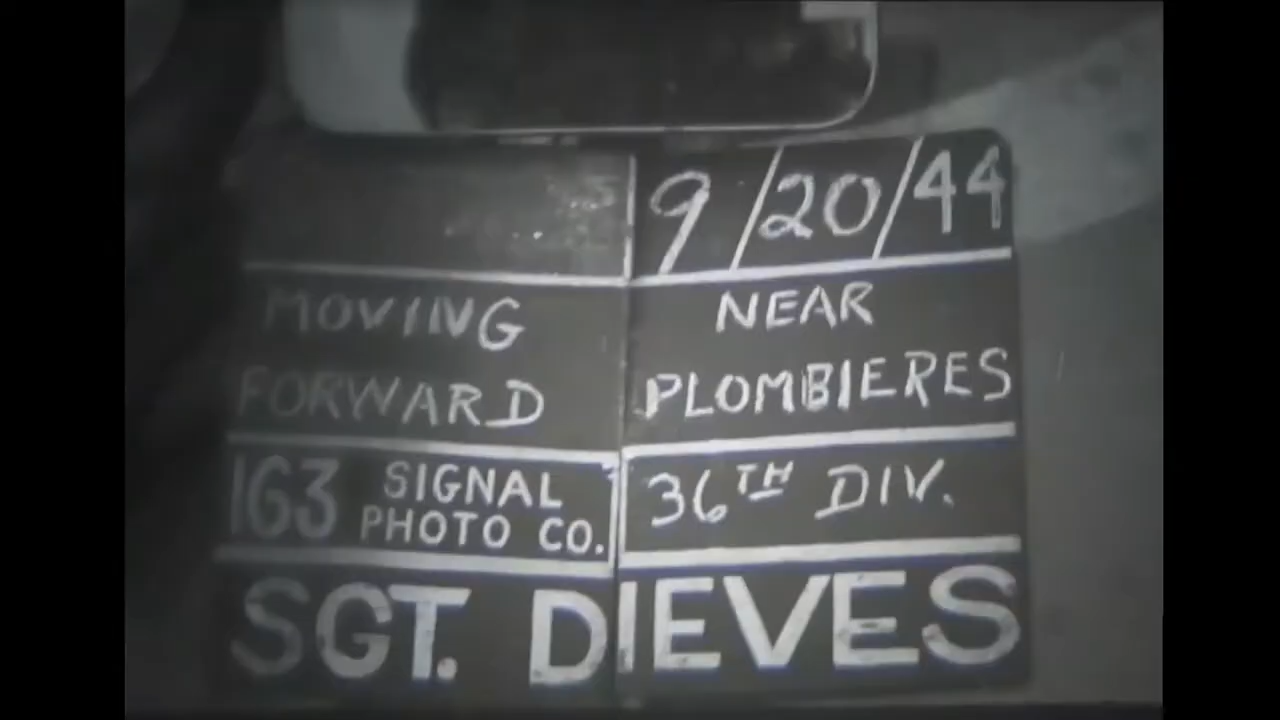 9/20/44
MOVING
FORWARD
NEAR
PLOMBIERES
163 SIGNAL
PHOTO CO.
36TH DIV.
SGT. DIEVES